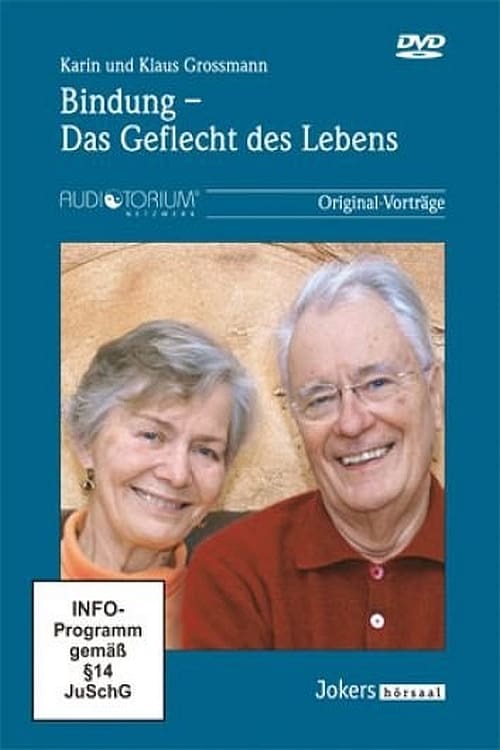 DVD
Karin und Klaus Grossmann
Bindung –
Das Geflecht des Lebens
AUDITORIUM®
NETZWERK
Original-Vorträge
INFO-
Programm
gemäß
§14
JuSchG
Jokers hörsaal